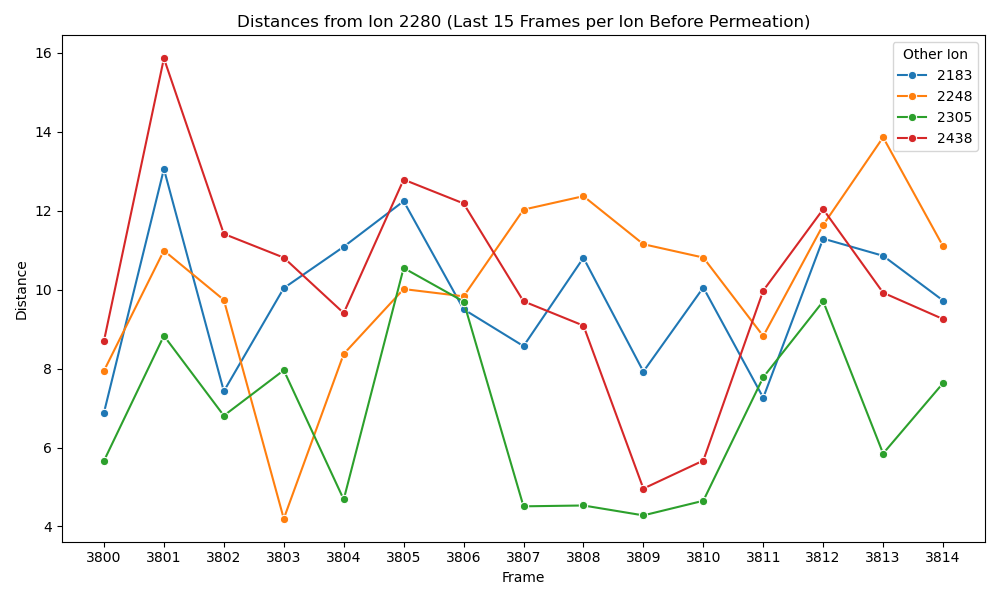 Distances from Ion 2280 (Last 15 Frames per Ion Before Permeation)
Other Ion
2183
2248
2305
2438
Distance
16
14
12
10
8
6
4
3800 3801 3802 3803 3804 3805 3806 3807 3808 3809 3810 3811 3812 3813 3814
Frame